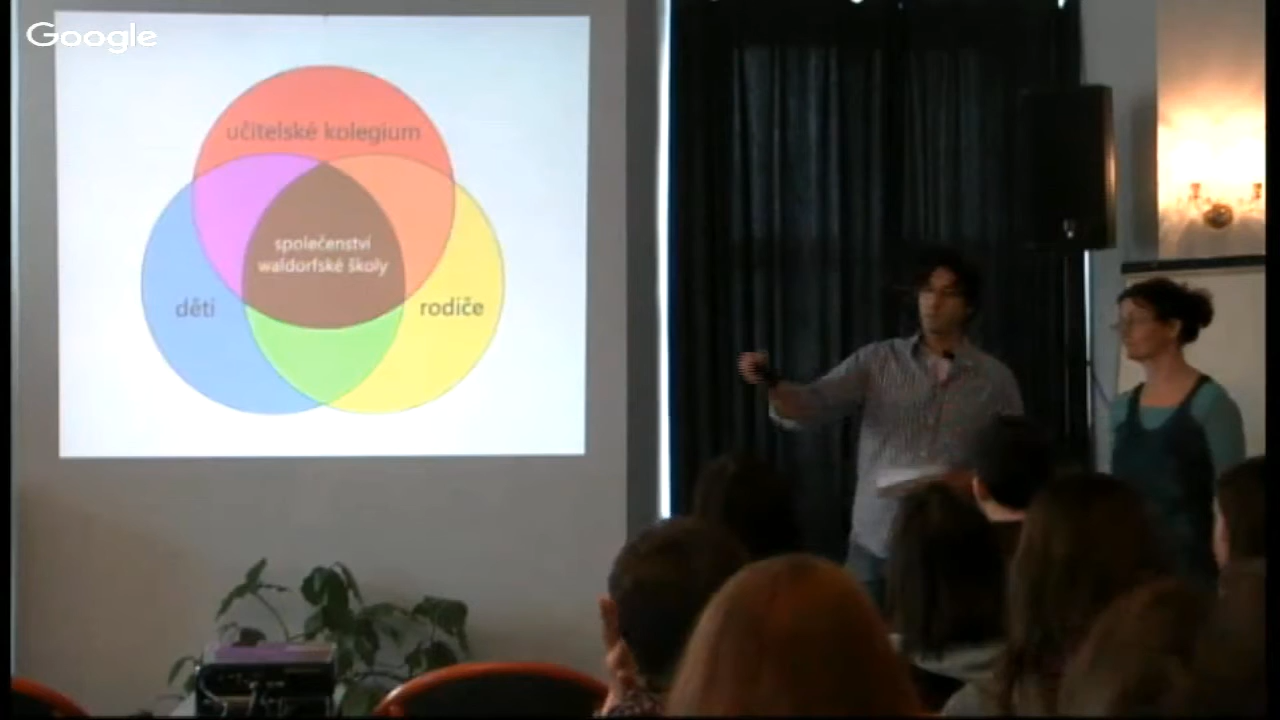 Google
učitelské kolegium
společenství
waldorfské školy
děti
rodiče